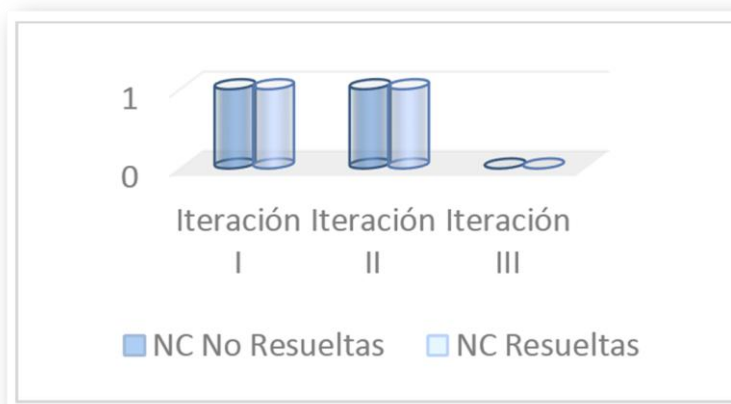 1
0
Iteración Iteración Iteración
I II III
NC No Resueltas NC Resueltas